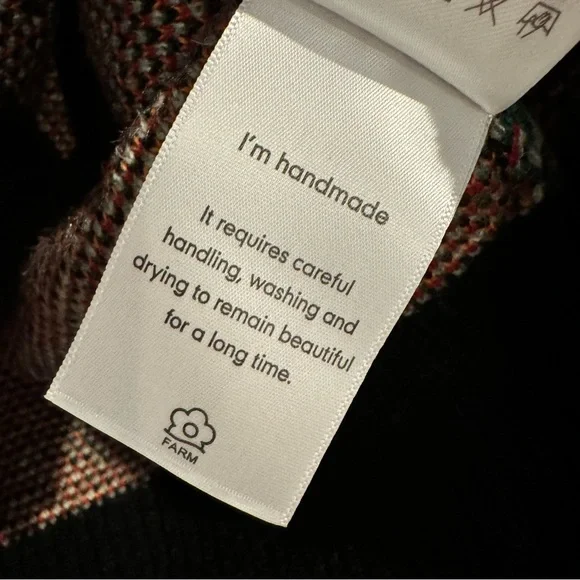 I'm handmade
It requires careful
handling, washing and
drying to remain beautiful
for a long time.
FARM